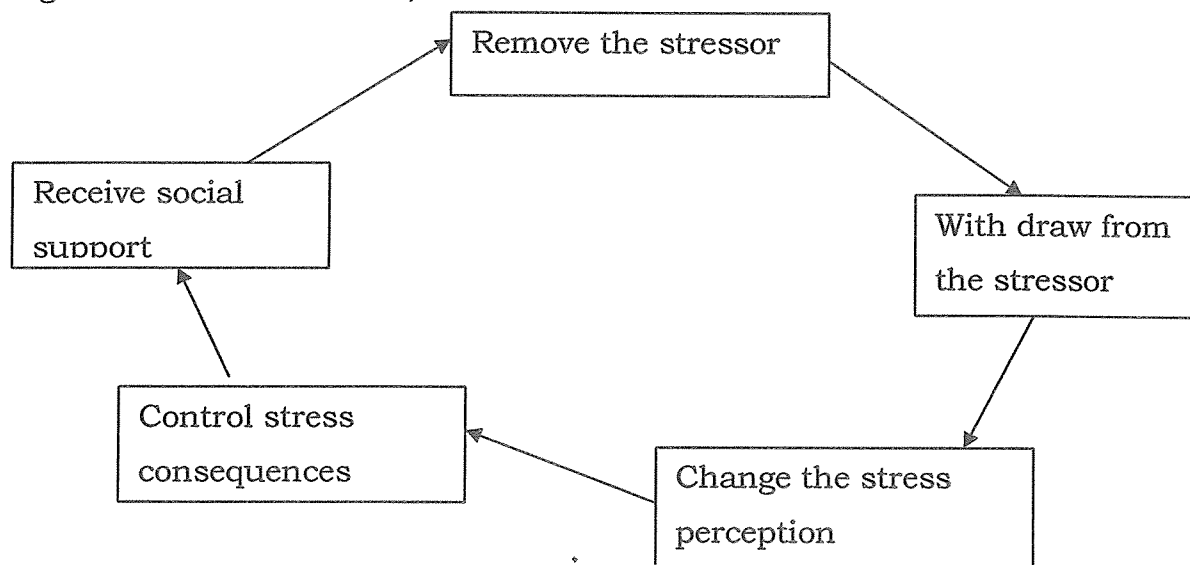 Remove the stressor
Receive social
support
With draw from
the stressor
Control stress
consequences
Change the stress
perception